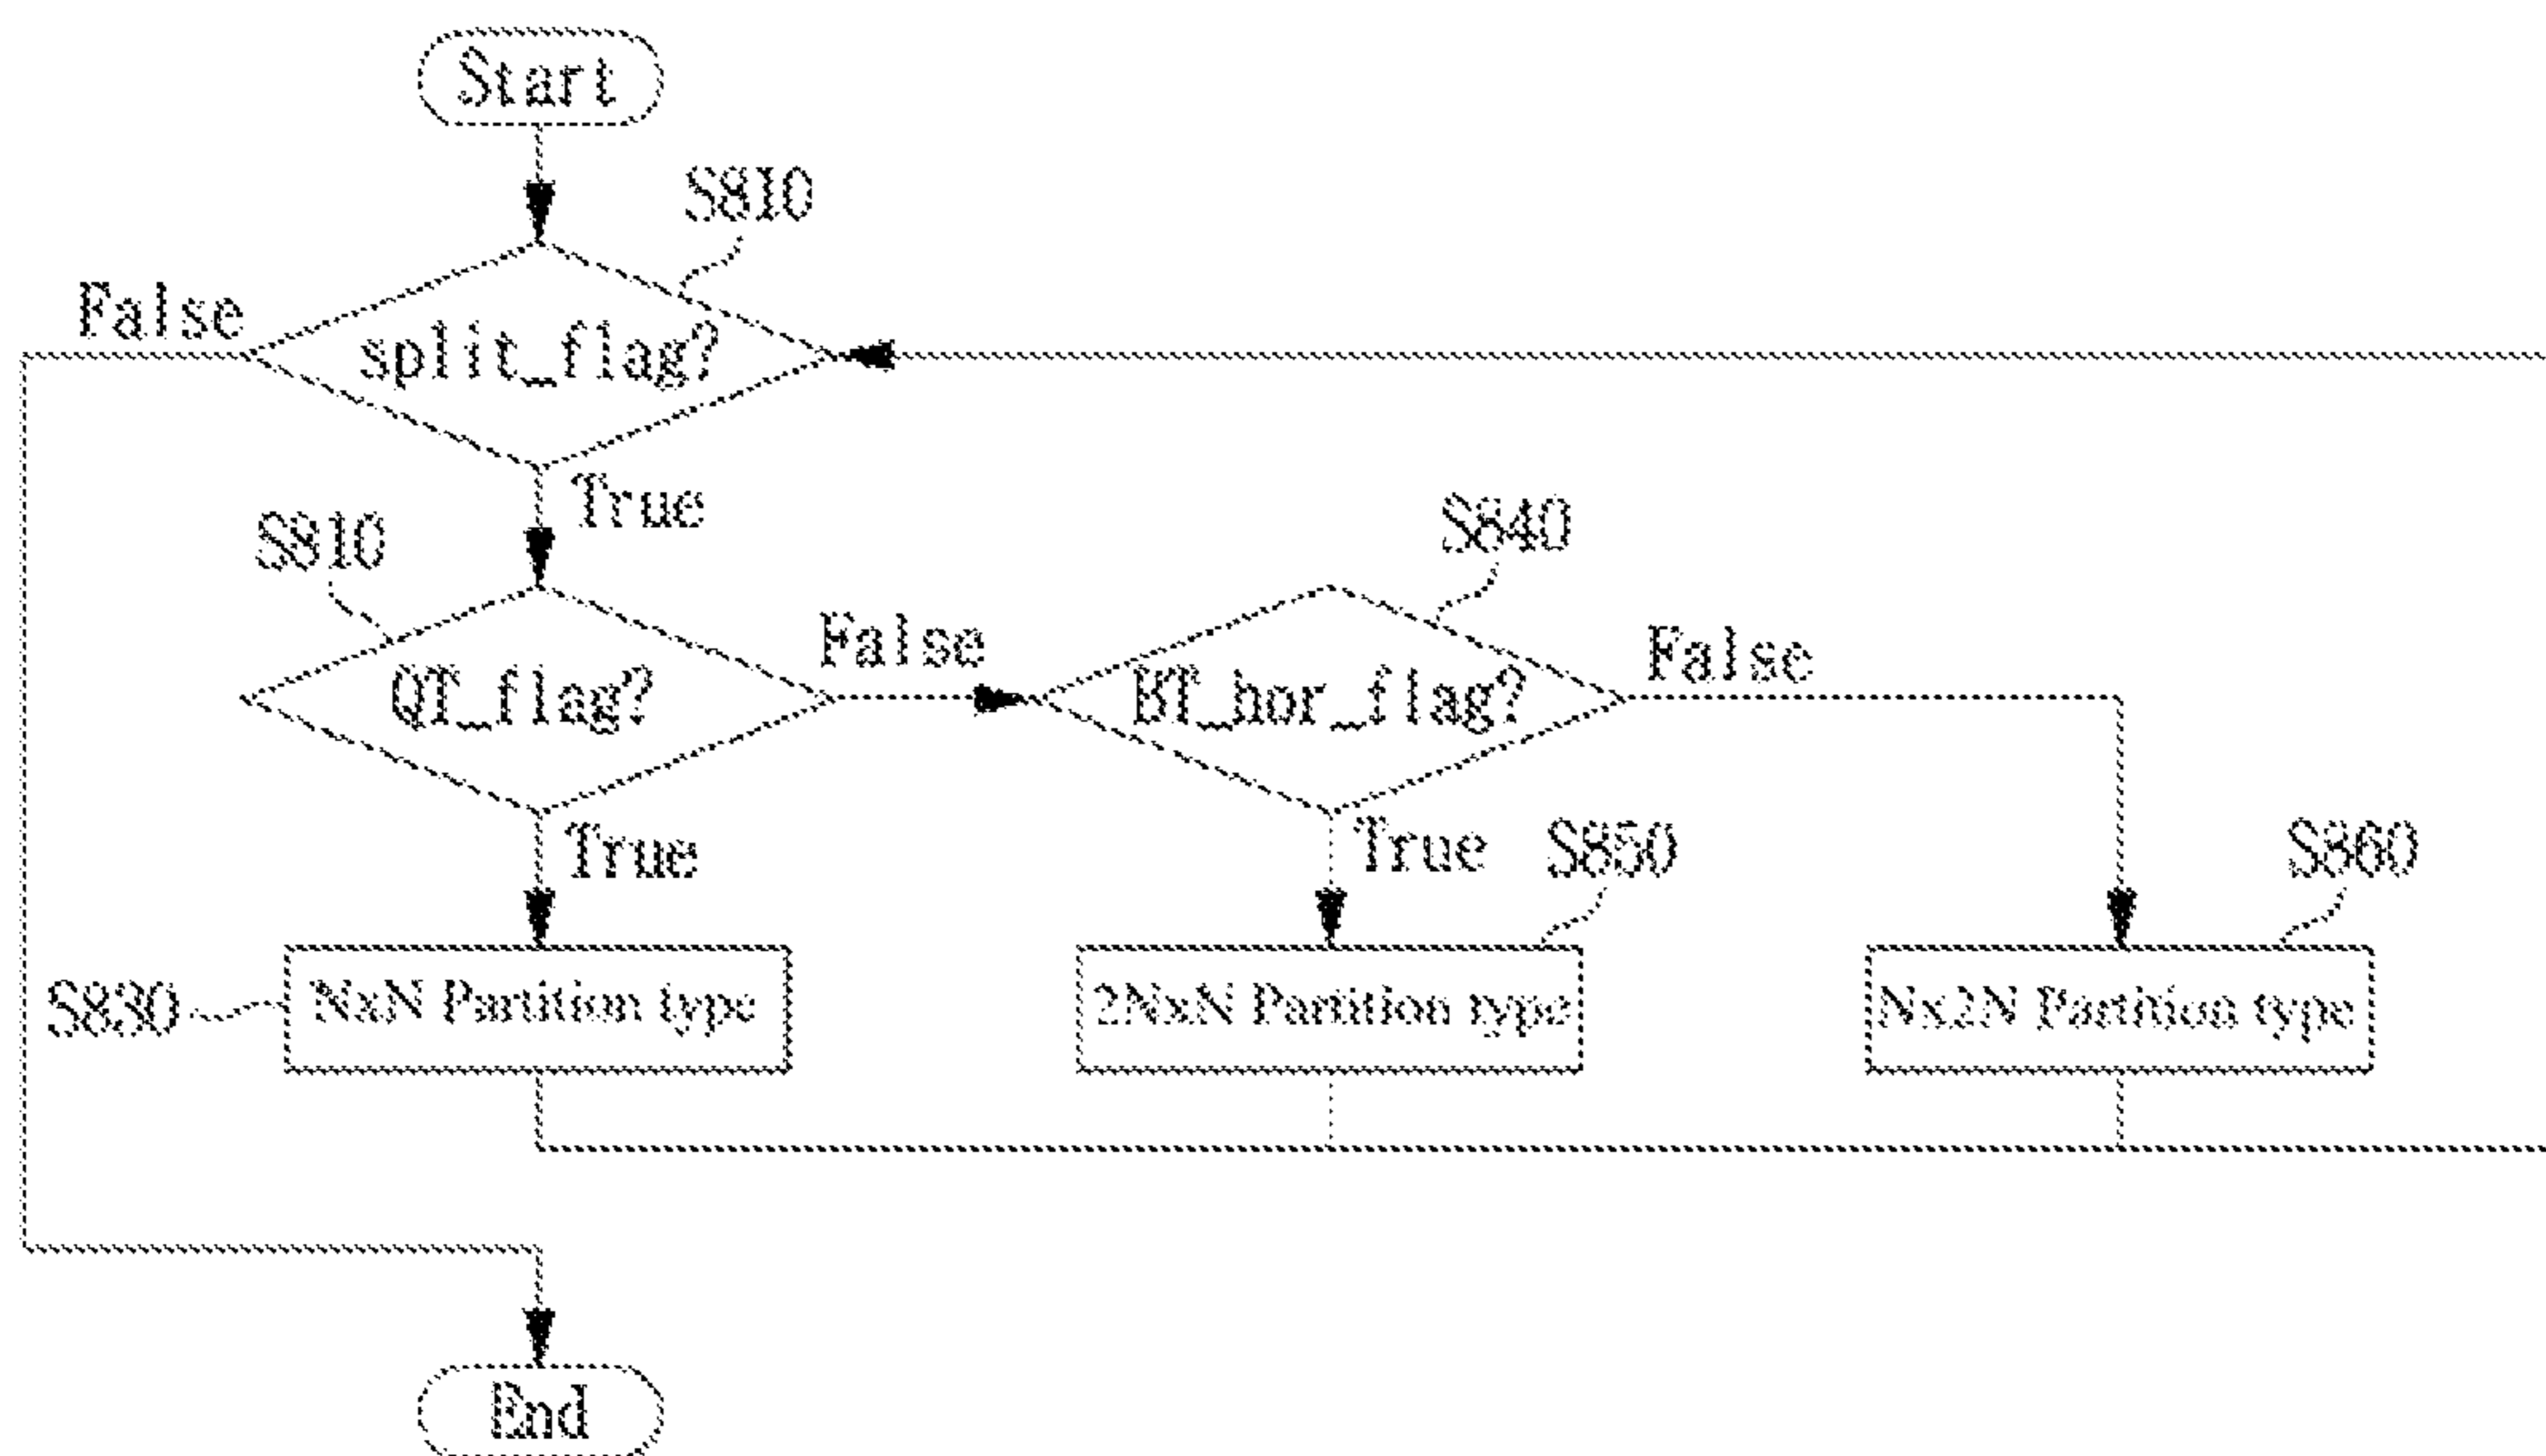 Start
S810
False
split_flag?
True
S810
S840
False
False
QT_flag?
BT_hor_flag?
True
True
S850
S860
S830
NxN Partition type
2NxN Partition type
Nx2N Partition type
End